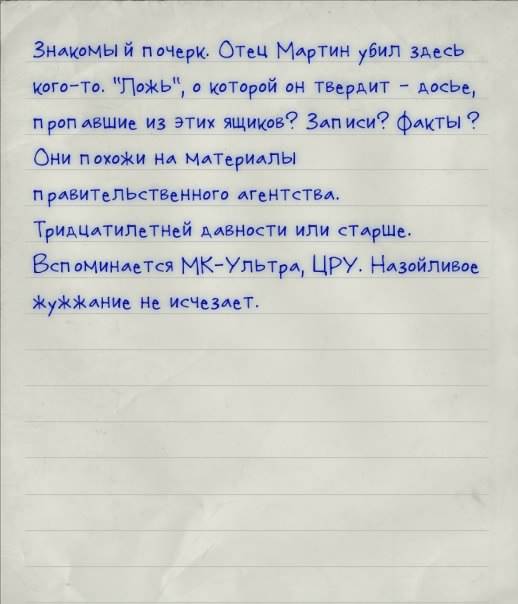 Знакомый почерк. Отец Мартин убил здесь
кого-то. "Ложь", о которой он твердит - досье,
пропавшие из этих ящиков? Записи? Факты?
Они похожи на материалы
правительственного агентства.
Тридцатилетней давности или старше.
Вспоминается МК-Ультра, ЦРУ. Назойливое
жужжание не исчезает.